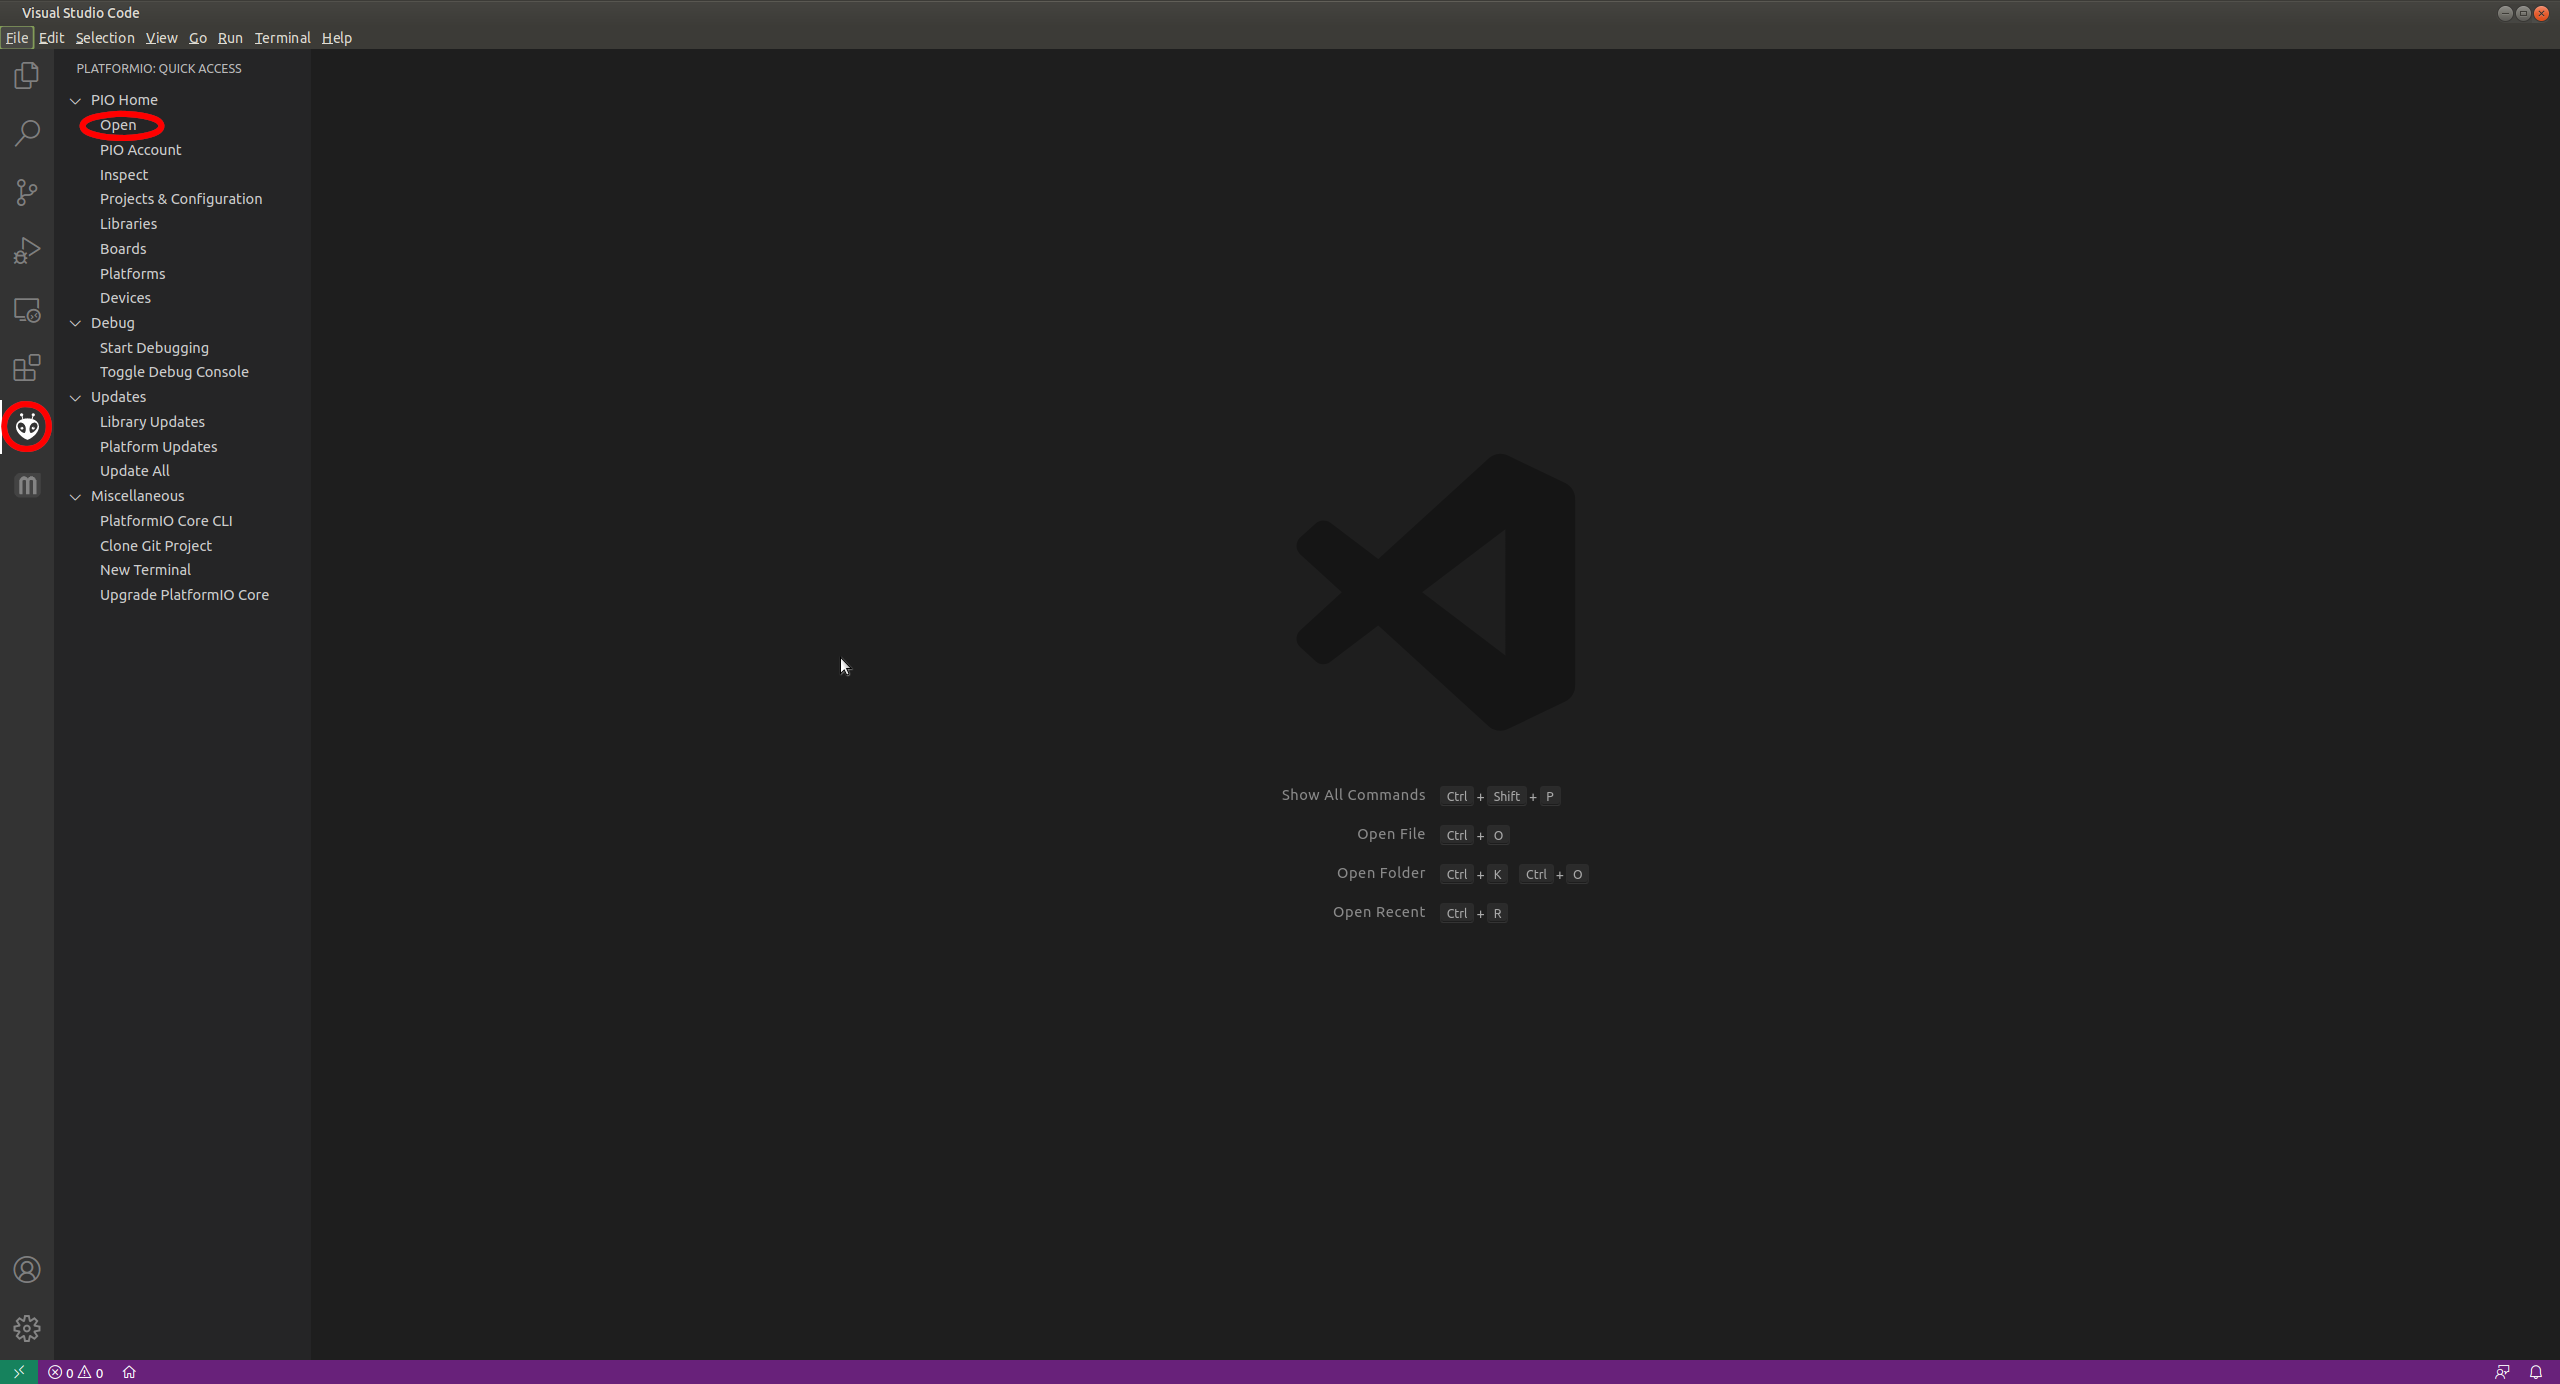 Visual Studio Code
File Edit Selection View Go Run Terminal Help
PLATFORMIO: QUICK ACCESS
PIO Home
Open
PIO Account
Inspect
Projects & Configuration
Libraries
Boards
Platforms
Devices
Debug
Start Debugging
Toggle Debug Console
Updates
Library Updates
Platform Updates
Update All
Miscellaneous
PlatformIO Core CLI
Clone Git Project
New Terminal
Upgrade PlatformIO Core
Show All Commands Ctrl + Shift + P
Open File Ctrl + O
Open Folder Ctrl + K Ctrl + O
Open Recent Ctrl + R
0 0